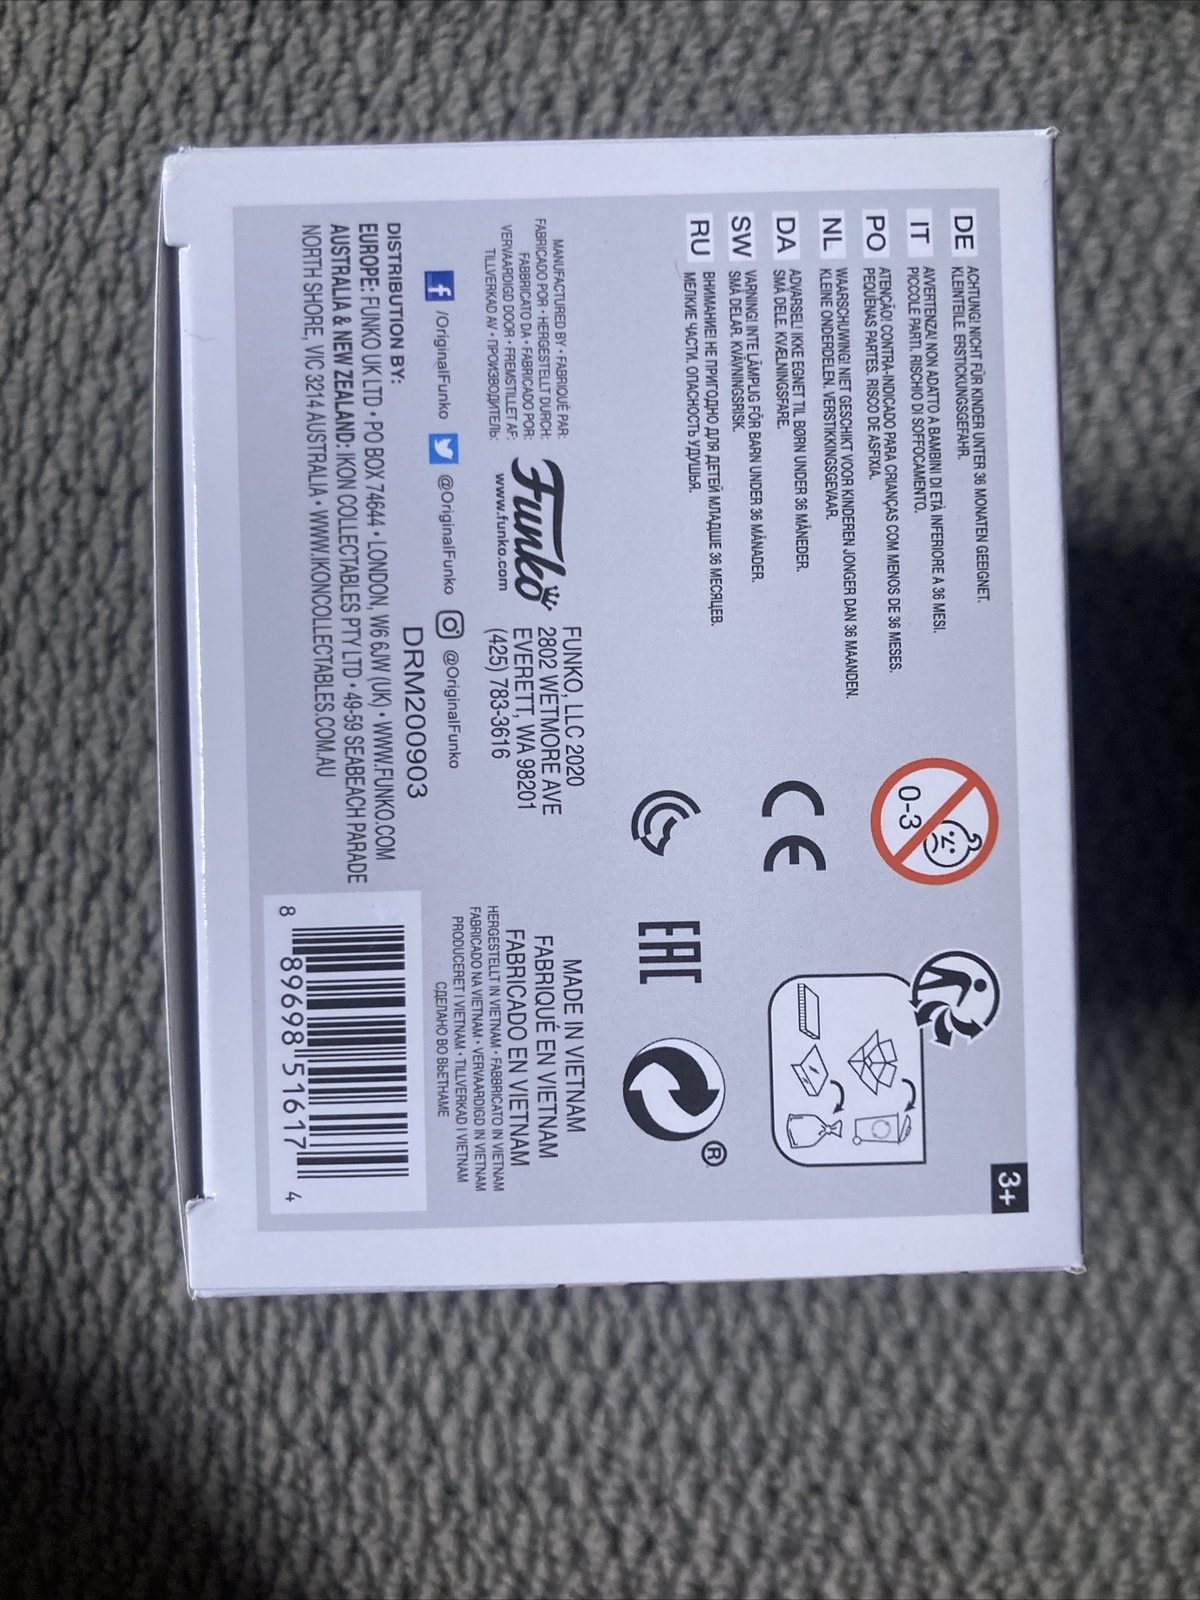 3+
DE ACHTUNG! NICHT FÜR KINDER UNTER 36 MONATEN GEEIGNET.
KLEINTEILE. ERSTICKUNGSGEFAHR.
IT AVVERTENZA! NON ADATTO A BAMBINI DI ETÀ INFERIORE A 36 MESI.
PICCOLE PARTI. RISCHIO DI SOFFOCAMENTO.
PO ATENÇÃO! CONTRA-INDICADO PARA CRIANÇAS COM MENOS DE 36 MESES.
PEQUENAS PARTES. RISCO DE ASFIXIA.
NL WAARSCHUWING! NIET GESCHIKT VOOR KINDEREN JONGER DAN 36 MAANDEN.
KLEINE ONDERDELEN. VERSTIKKINGSGEVAAR.
DA ADVARSEL! IKKE EGNET TIL BØRN UNDER 36 MÅNEDER.
SMÅ DELE. KVÆLNINGSFARE.
SW VARNING! INTE LÄMPLIG FÖR BARN UNDER 36 MÅNADER.
SMÅ DELAR. KVÄVNINGSRISK.
RU ВНИМАНИЕ! НЕ ПРИГОДНО ДЛЯ ДЕТЕЙ МЛАДШЕ 36 МЕСЯЦЕВ.
МЕЛКИЕ ЧАСТИ. ОПАСНОСТЬ УДУШЬЯ.
0-3
CE
EAC
®
MANUFACTURED BY • FABRIQUÉ PAR:
FABRICADO POR • HERGESTELLT DURCH:
FABBRICATO DA • FABRICADO POR:
VERVAARDIGD DOOR • FREMSTILLET AF:
TILLVERKAD AV • ПРОИЗВОДИТЕЛЬ:
Funko
www.funko.com
FUNKO, LLC 2020
2802 WETMORE AVE
EVERETT, WA 98201
(425) 783-3616
MADE IN VIETNAM
FABRIQUÉ EN VIETNAM
FABRICADO EN VIETNAM
HERGESTELLT IN VIETNAM • FABBRICATO IN VIETNAM
FABRICADO NA VIETNAM • VERVAARDIGD IN VIETNAM
PRODUCERET I VIETNAM • TILLVERKAD I VIETNAM
СДЕЛАНО ВО ВЬЕТНАМЕ
/OriginalFunko @OriginalFunko @OriginalFunko
DRM200903
DISTRIBUTION BY:
EUROPE: FUNKO UK LTD • PO BOX 74644 • LONDON, W6 6JW (UK) • WWW.FUNKO.COM
AUSTRALIA & NEW ZEALAND: IKON COLLECTABLES PTY LTD • 49-59 SEABEACH PARADE
NORTH SHORE, VIC 3214 AUSTRALIA • WWW.IKONCOLLECTABLES.COM.AU
8 89698 51617 4